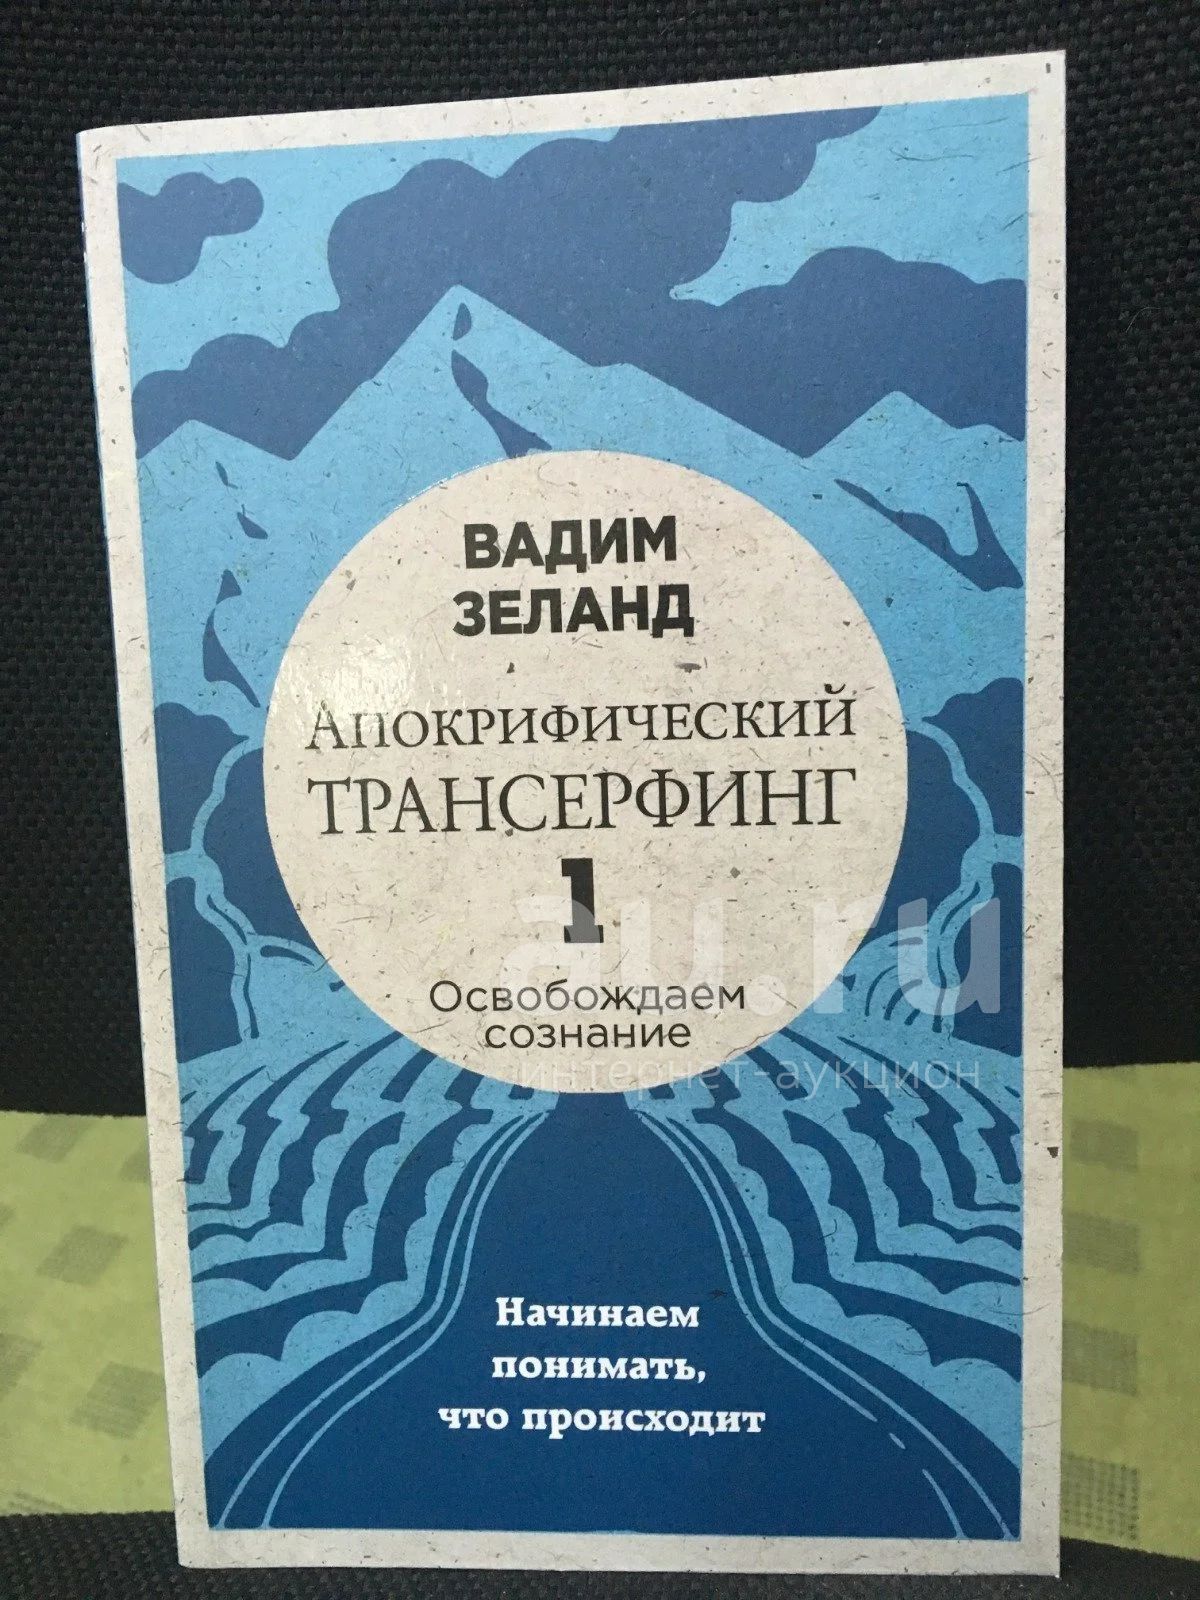 ВАДИМ
ЗЕЛАНД
АПОКРИФИЧЕСКИЙ
ТРАНСЕРФИНГ
1
Освобождаем
сознание
au.ru
интернет-аукцион
Начинаем
понимать,
что происходит